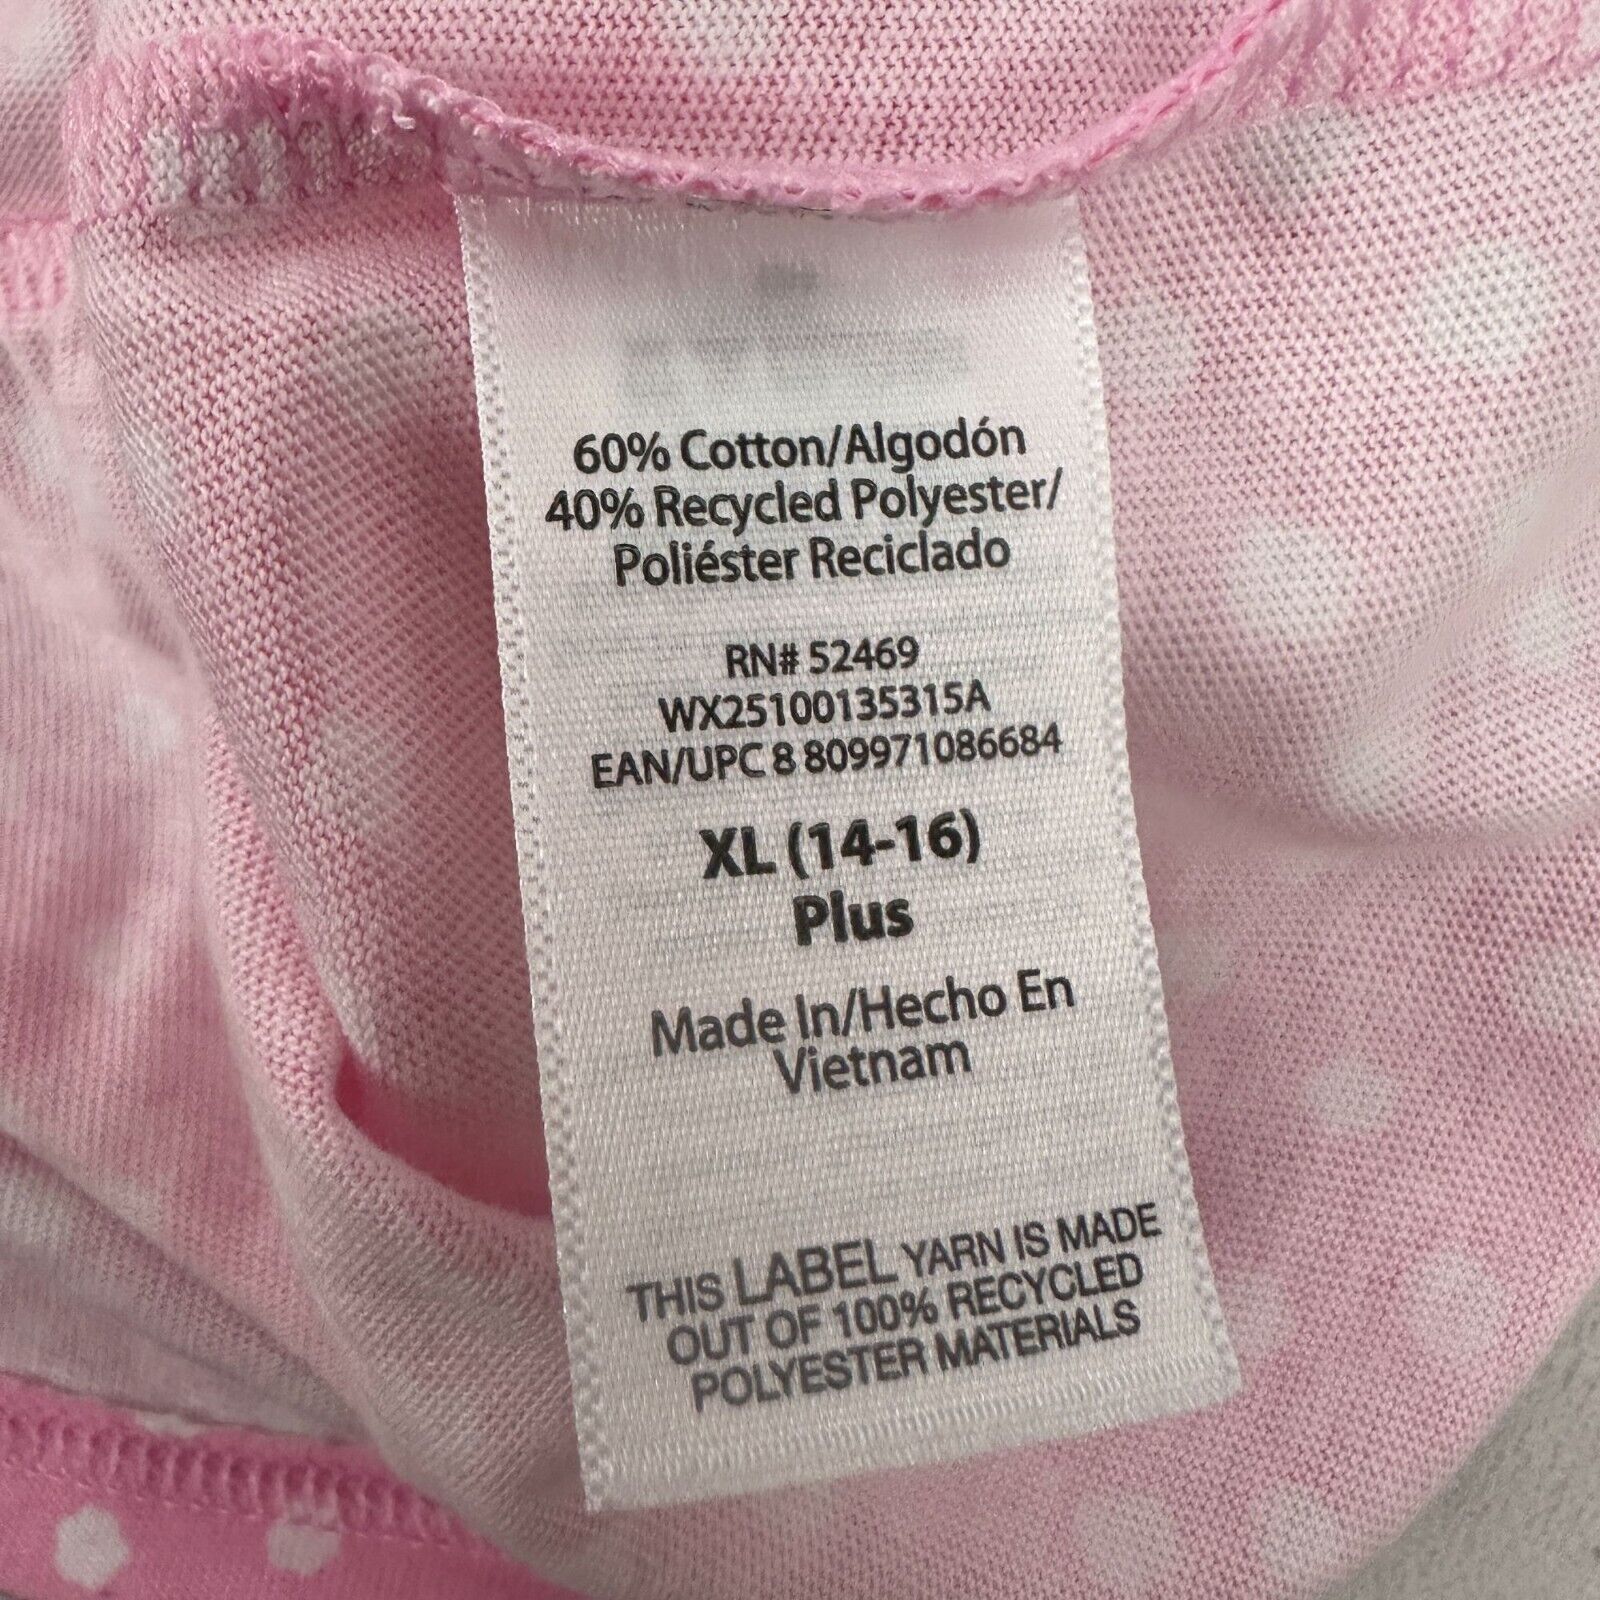 60% Cotton/Algodón
40% Recycled Polyester/
Poliéster Reciclado
RN# 52469
WX25100135315A
EAN/UPC 8 809971086684
XL (14-16)
Plus
Made In/Hecho En
Vietnam
THIS LABEL YARN IS MADE
OUT OF 100% RECYCLED
POLYESTER MATERIALS